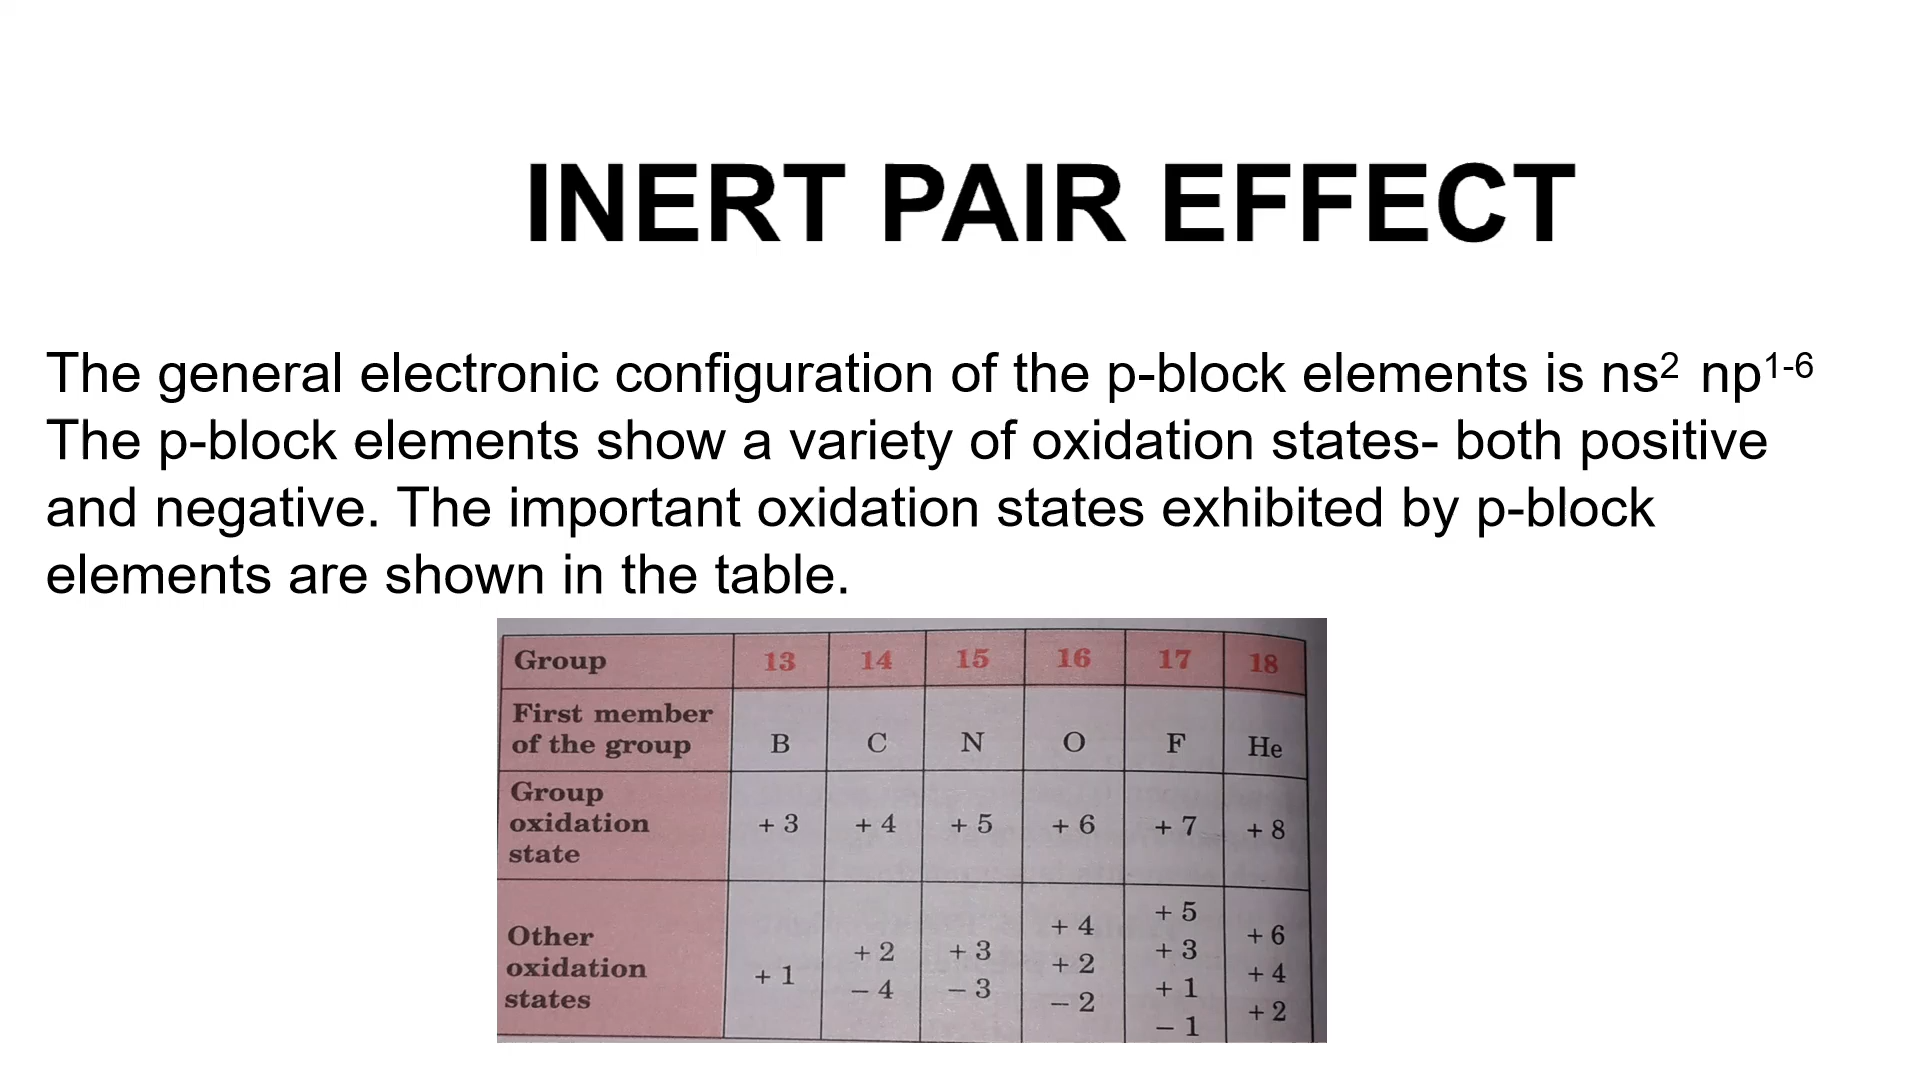 INERT PAIR EFFECT
The general electronic configuration of the p-block elements is ns² np¹⁻⁶
The p-block elements show a variety of oxidation states- both positive
and negative. The important oxidation states exhibited by p-block
elements are shown in the table.
Group 13 14 15 16 17 18
First member
of the group B C N O F He
Group
oxidation
state + 3 + 4 + 5 + 6 + 7 + 8
Other
oxidation
states
+ 1
+ 2
– 4
+ 3
– 3
+ 4
+ 2
– 2
+ 5
+ 3
+ 1
– 1
+ 6
+ 4
+ 2